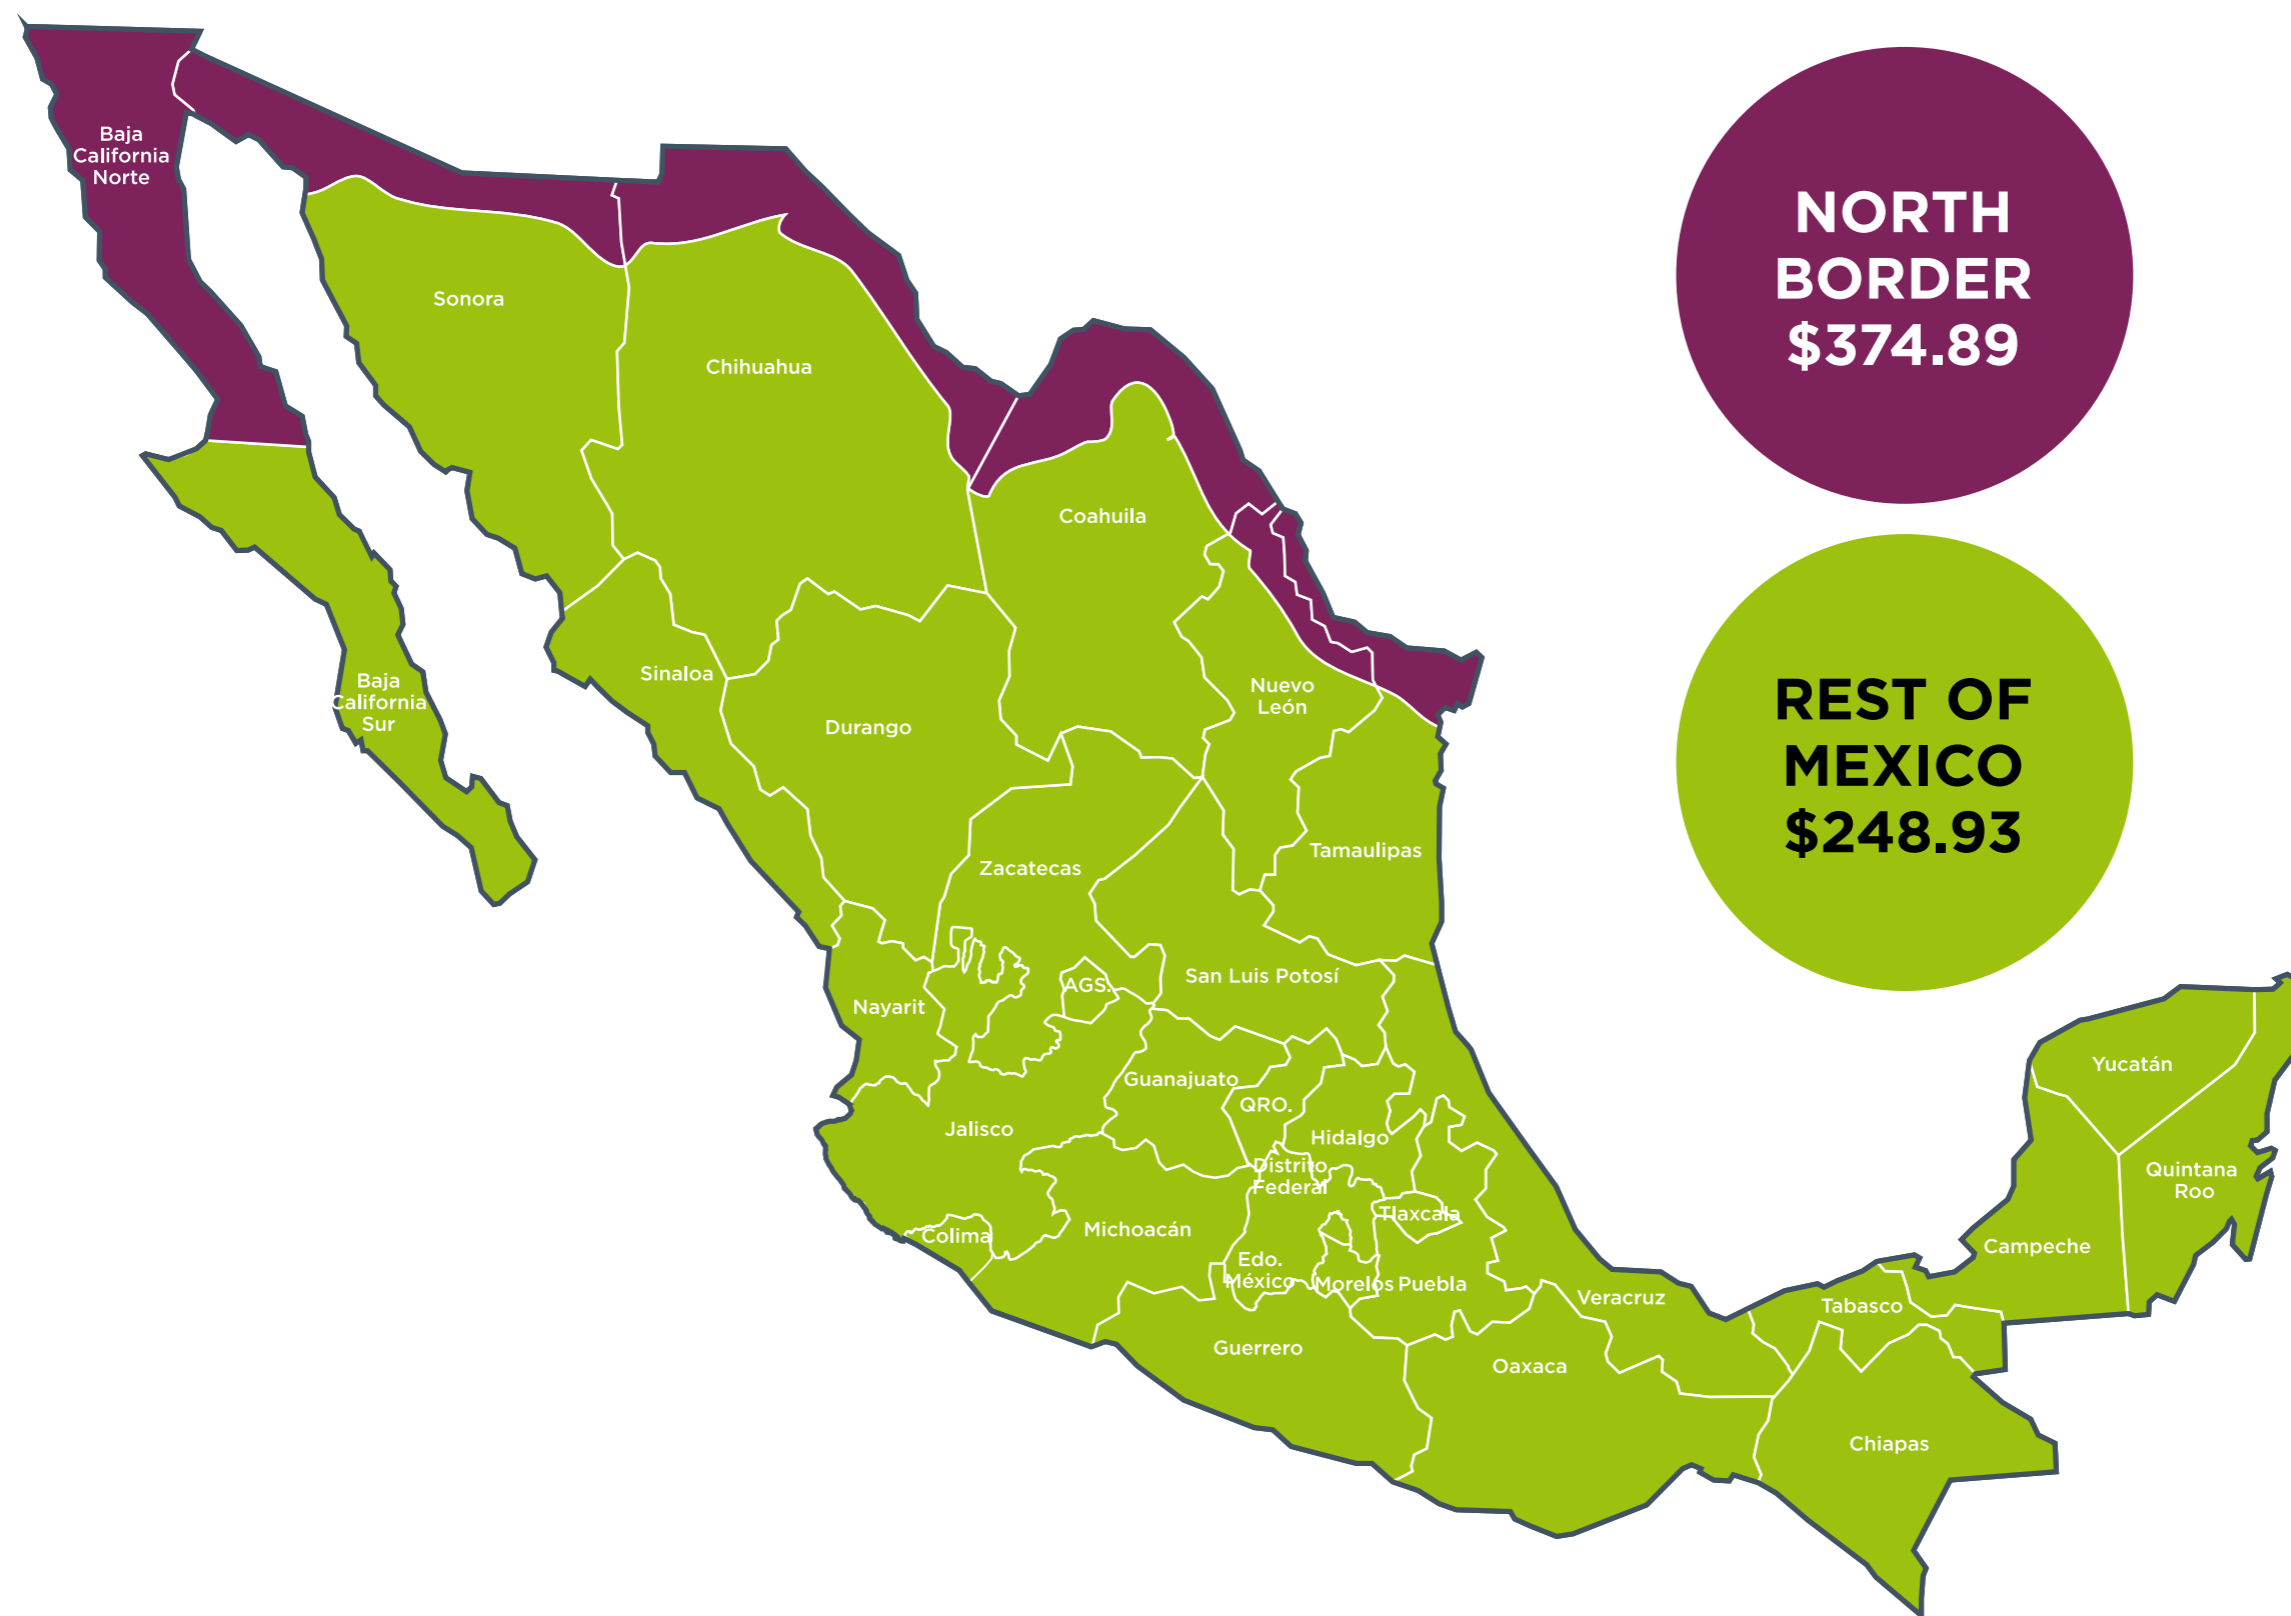 Baja
California
Norte
NORTH
BORDER
$374.89
Sonora
Chihuahua
Coahuila
Sinaloa
Baja
California
Sur
Durango
Nuevo
León
REST OF
MEXICO
$248.93
Zacatecas
Tamaulipas
Nayarit
AGS.
San Luis Potosí
Guanajuato
QRO.
Yucatán
Jalisco
Hidalgo
Distrito
Federal
Quintana
Roo
Colima
Michoacán
Tlaxcala
Campeche
Edo.
México
Morelos
Puebla
Veracruz
Tabasco
Guerrero
Oaxaca
Chiapas